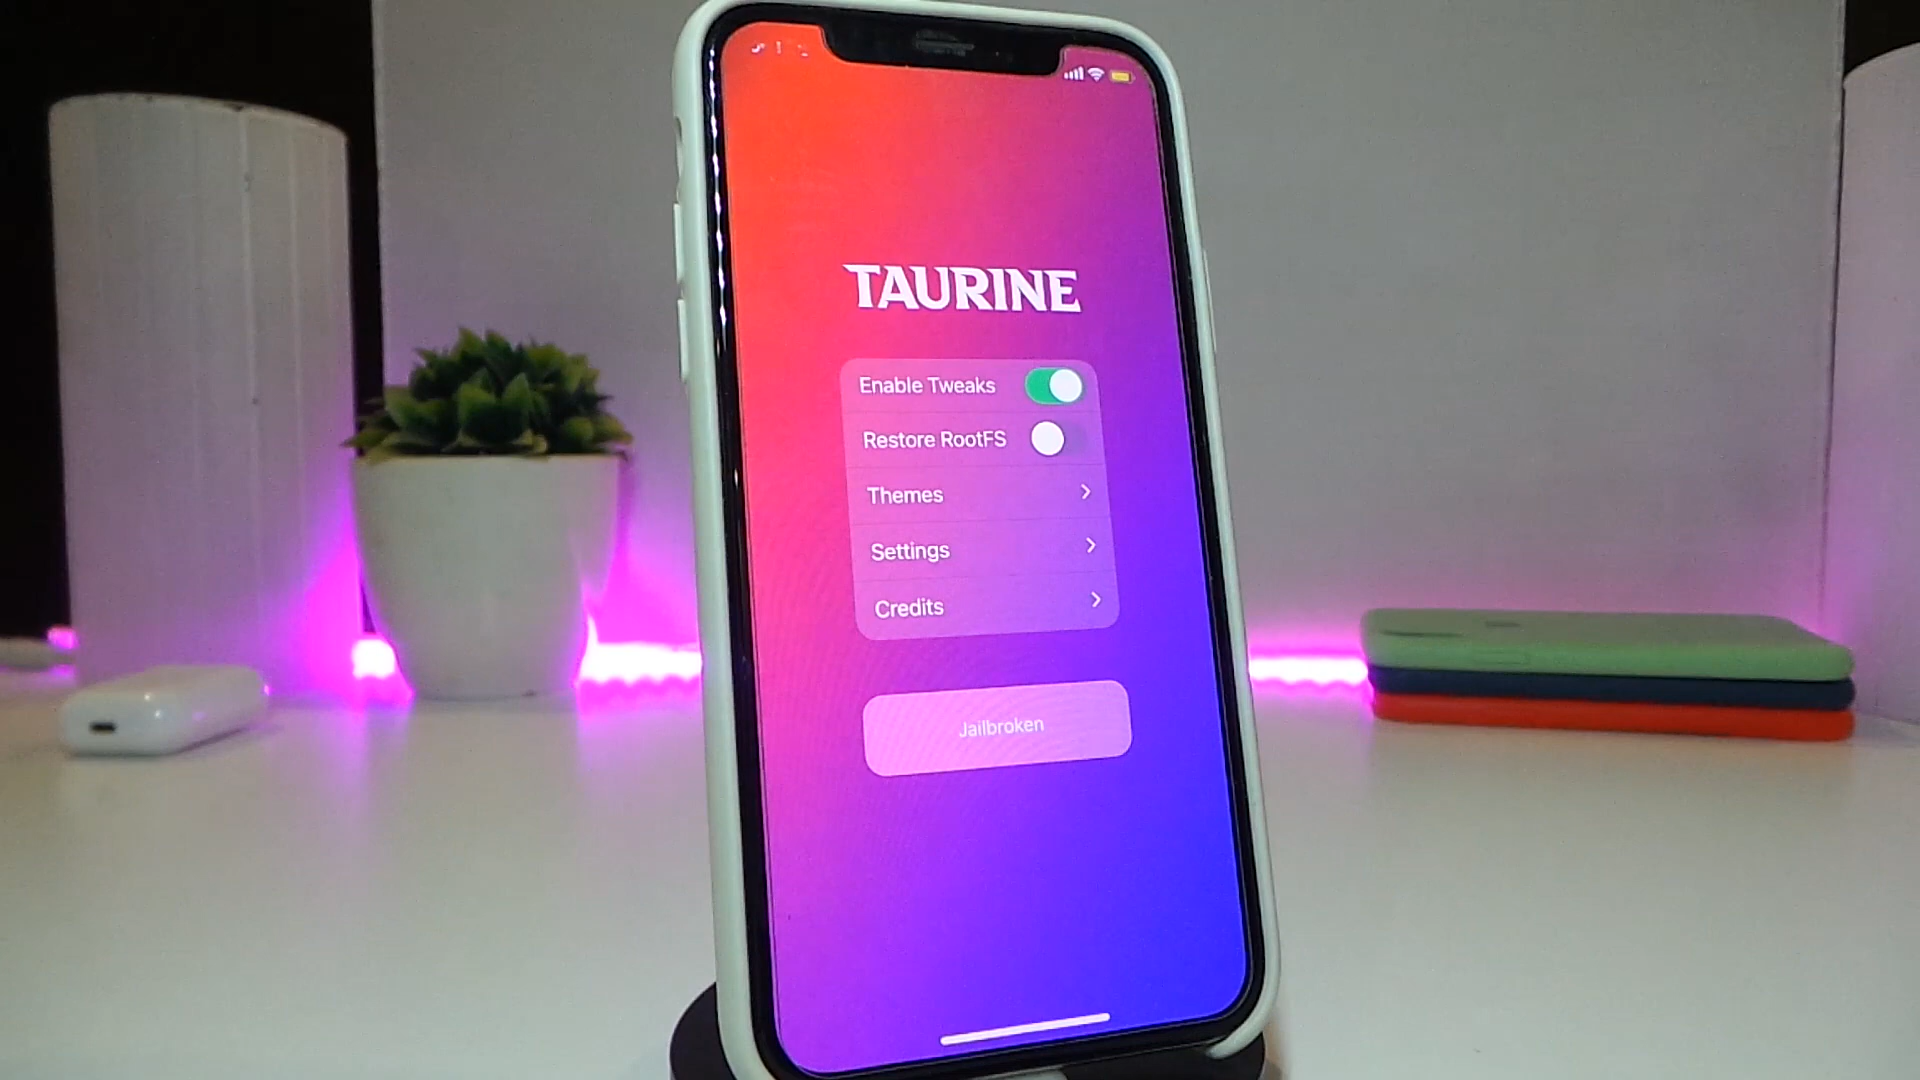 TAURINE
Enable Tweaks
Restore RootFS
Themes
Settings
Credits
Jailbroken